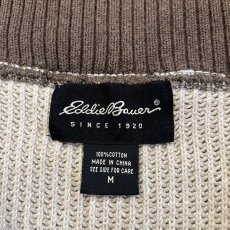 Eddie Bauer
SINCE 1920
100% COTTON
MADE IN CHINA
SEE SIDE FOR CARE
M